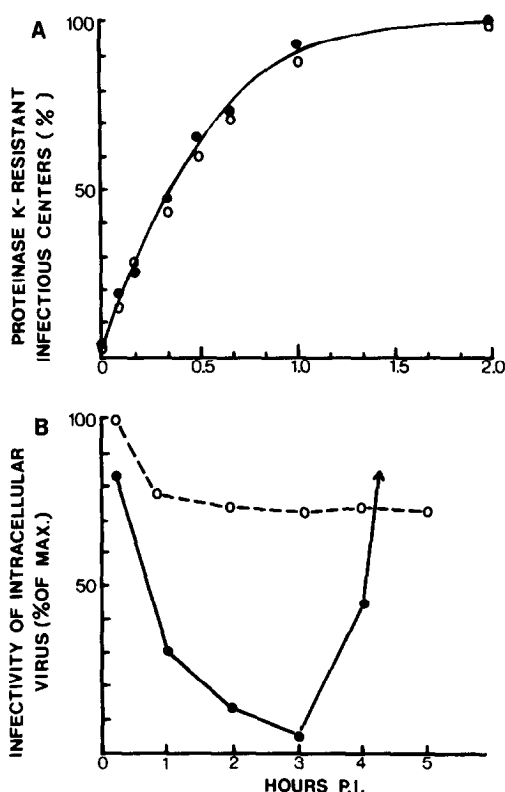 A
PROTEINASE K-RESISTANT
INFECTIOUS CENTERS (%)
100
50
0 0.5 1.0 1.5 2.0
B
INFECTIVITY OF INTRACELLULAR
VIRUS (% OF MAX.)
100
50
0 1 2 3 4 5
HOURS P.I.